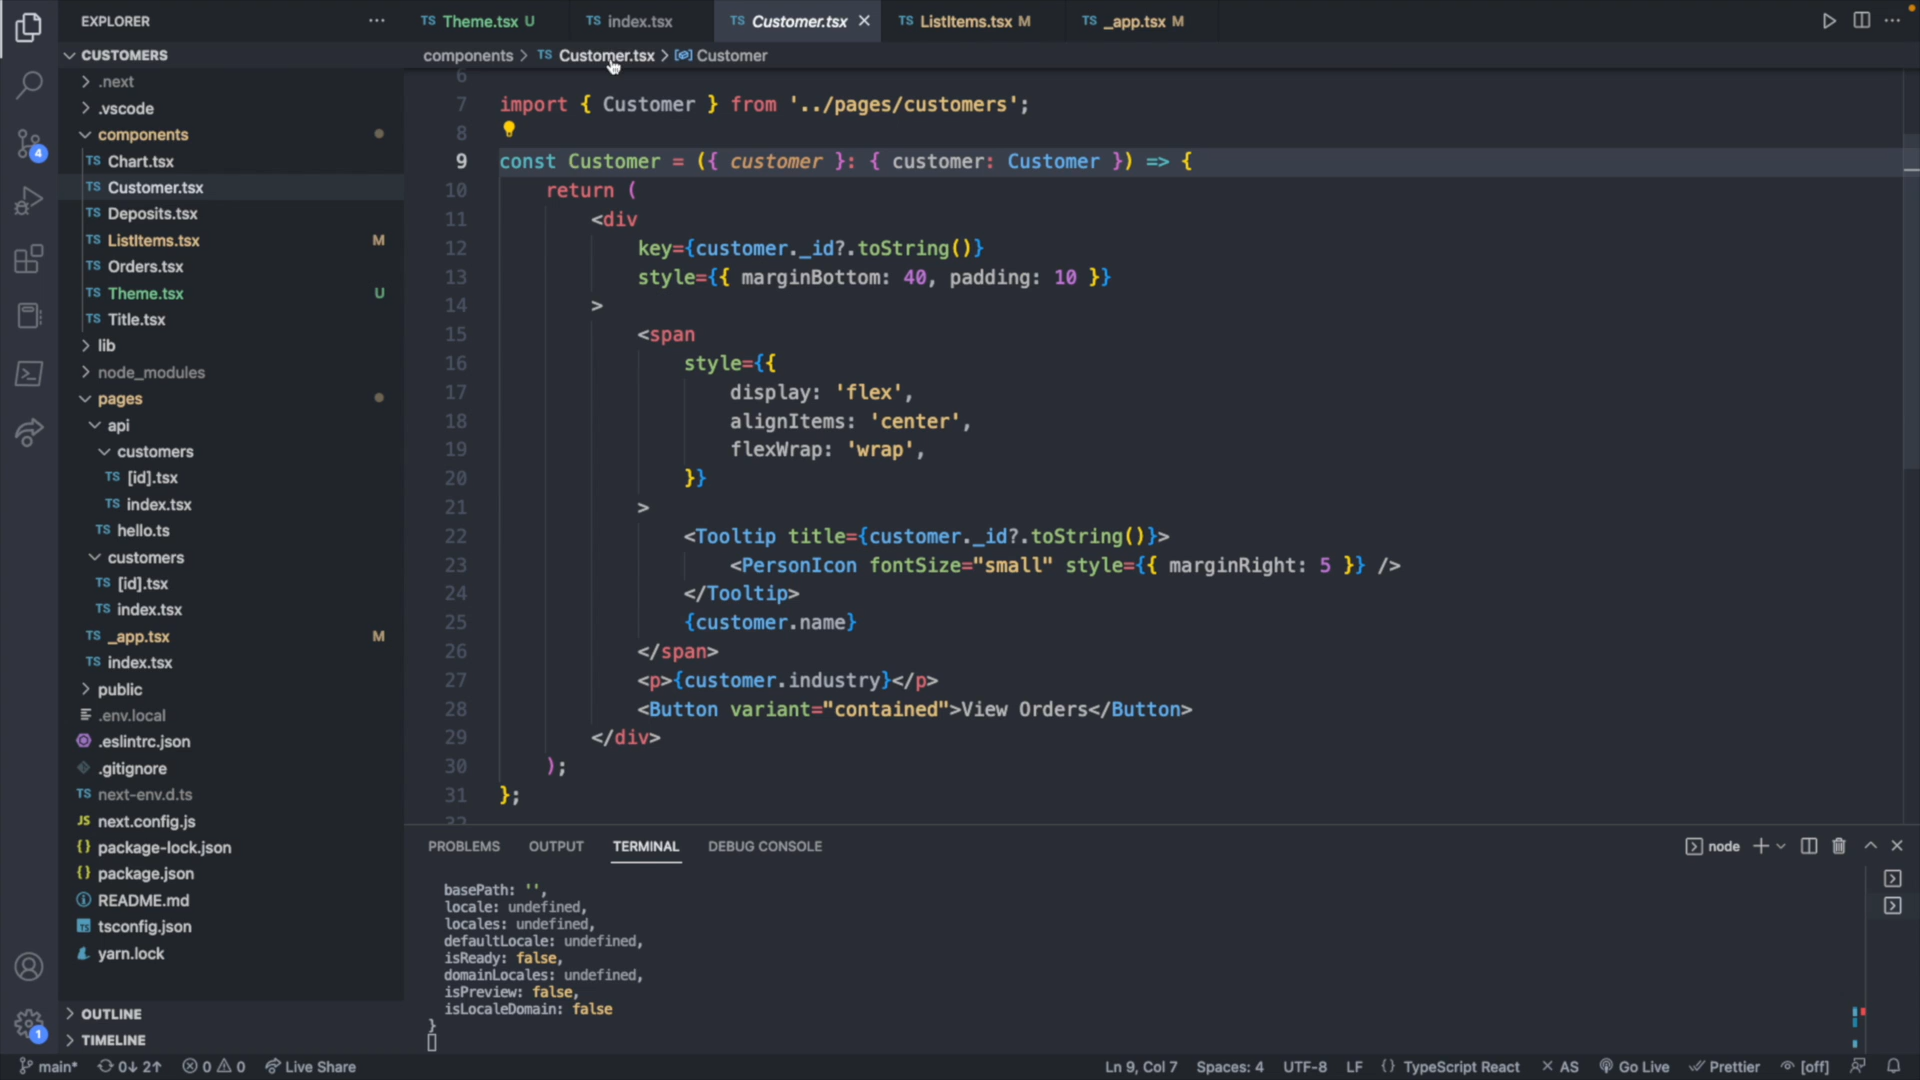 EXPLORER
CUSTOMERS
.next
.vscode
components
TS Chart.tsx
TS Customer.tsx
TS Deposits.tsx
TS ListItems.tsx M
TS Orders.tsx
TS Theme.tsx U
TS Title.tsx
lib
node_modules
pages
api
customers
TS [id].tsx
TS index.tsx
TS hello.ts
customers
TS [id].tsx
TS index.tsx
TS _app.tsx M
TS index.tsx
public
.env.local
.eslintrc.json
.gitignore
TS next-env.d.ts
JS next.config.js
{} package-lock.json
{} package.json
README.md
TS tsconfig.json
yarn.lock
OUTLINE
TIMELINE
4
1
TS Theme.tsx U TS index.tsx TS Customer.tsx TS ListItems.tsx M TS _app.tsx M
components > TS Customer.tsx > Customer
6
7 import { Customer } from '../pages/customers';
8
9 const Customer = ({ customer }: { customer: Customer }) => {
10 return (
11 <div
12 key={customer._id?.toString()}
13 style={{ marginBottom: 40, padding: 10 }}
14 >
15 <span
16 style={{
17 display: 'flex',
18 alignItems: 'center',
19 flexWrap: 'wrap',
20 }}
21 >
22 <Tooltip title={customer._id?.toString()}>
23 <PersonIcon fontSize="small" style={{ marginRight: 5 }} />
24 </Tooltip>
25 {customer.name}
26 </span>
27 <p>{customer.industry}</p>
28 <Button variant="contained">View Orders</Button>
29 </div>
30 );
31 };
32
PROBLEMS OUTPUT TERMINAL DEBUG CONSOLE node
basePath: '',
locale: undefined,
locales: undefined,
defaultLocale: undefined,
isReady: false,
domainLocales: undefined,
isPreview: false,
isLocaleDomain: false
}
main* 0↓ 2↑ 0 0 Live Share Ln 9, Col 7 Spaces: 4 UTF-8 LF {} TypeScript React × AS Go Live Prettier [off]